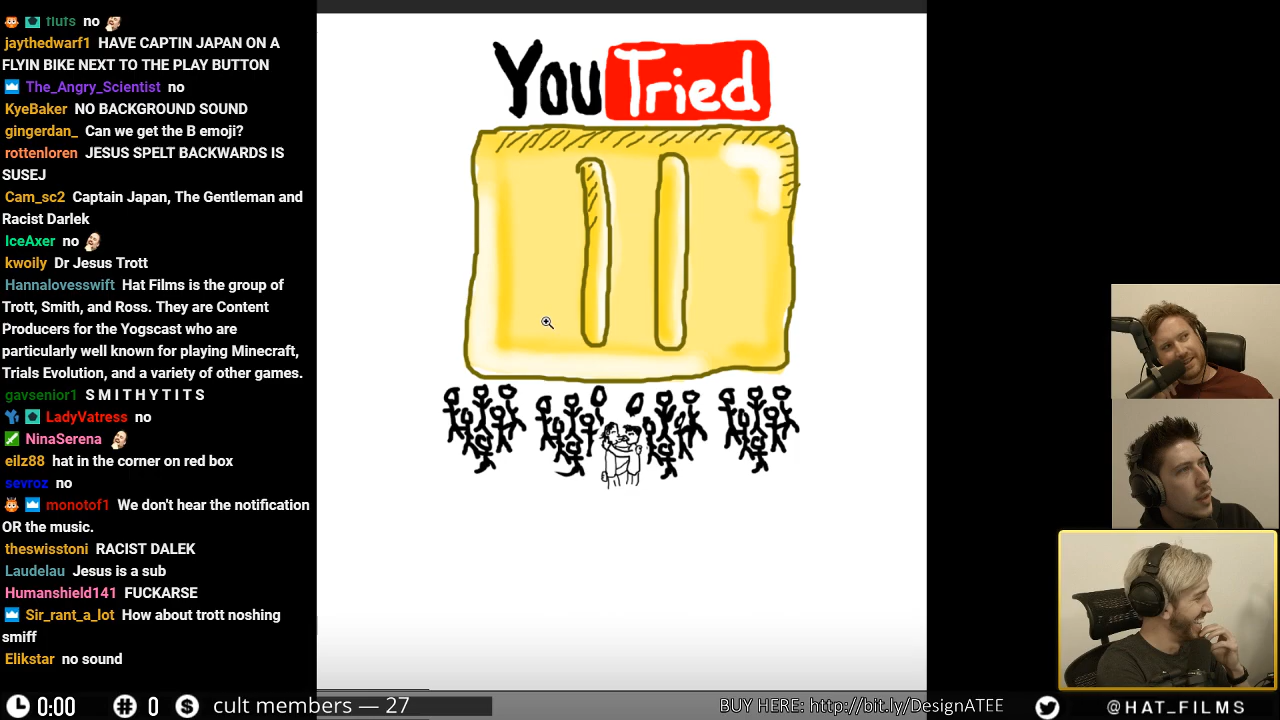 fluts no
jaythedwarf1 HAVE CAPTIN JAPAN ON A
FLYIN BIKE NEXT TO THE PLAY BUTTON
The_Angry_Scientist no
KyeBaker NO BACKGROUND SOUND
gingerdan_ Can we get the B emoji?
rottenloren JESUS SPELT BACKWARDS IS
SUSEJ
Cam_sc2 Captain Japan, The Gentleman and
Racist Darlek
IceAxer no
kwoily Dr Jesus Trott
Hannalovesswift Hat Films is the group of
Trott, Smith, and Ross. They are Content
Producers for the Yogscast who are
particularly well known for playing Minecraft,
Trials Evolution, and a variety of other games.
gavsenior1 S M I T H Y T I T S
LadyVatress no
NinaSerena
eilz88 hat in the corner on red box
sevroz no
monotof1 We don't hear the notification
OR the music.
theswisstoni RACIST DALEK
Laudelau Jesus is a sub
Humanshield141 FUCKARSE
Sir_rant_a_lot How about trott noshing
smiff
Elikstar no sound
You Tried
0:00 # 0 $ cult members — 27
BUY HERE: http://bit.ly/DesignATEE
@HAT_FILMS